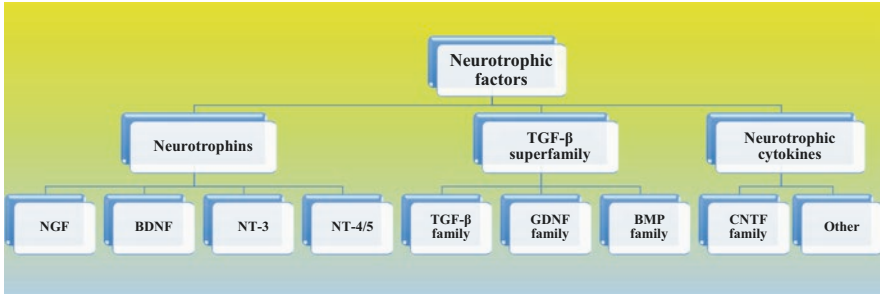 Neurotrophic
factors
Neurotrophins
TGF-β
superfamily
Neurotrophic
cytokines
NGF
BDNF
NT-3
NT-4/5
TGF-β
family
GDNF
family
BMP
family
CNTF
family
Other